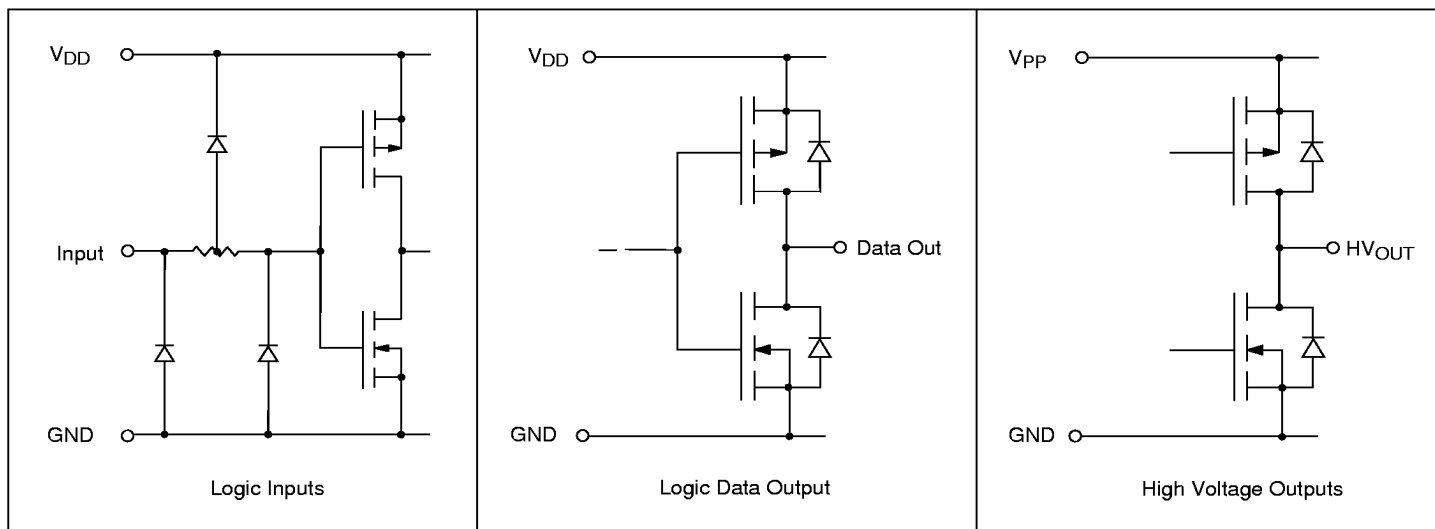 VDD
Input
GND
Logic Inputs
VDD
Data Out
GND
Logic Data Output
VPP
HVOUT
GND
High Voltage Outputs